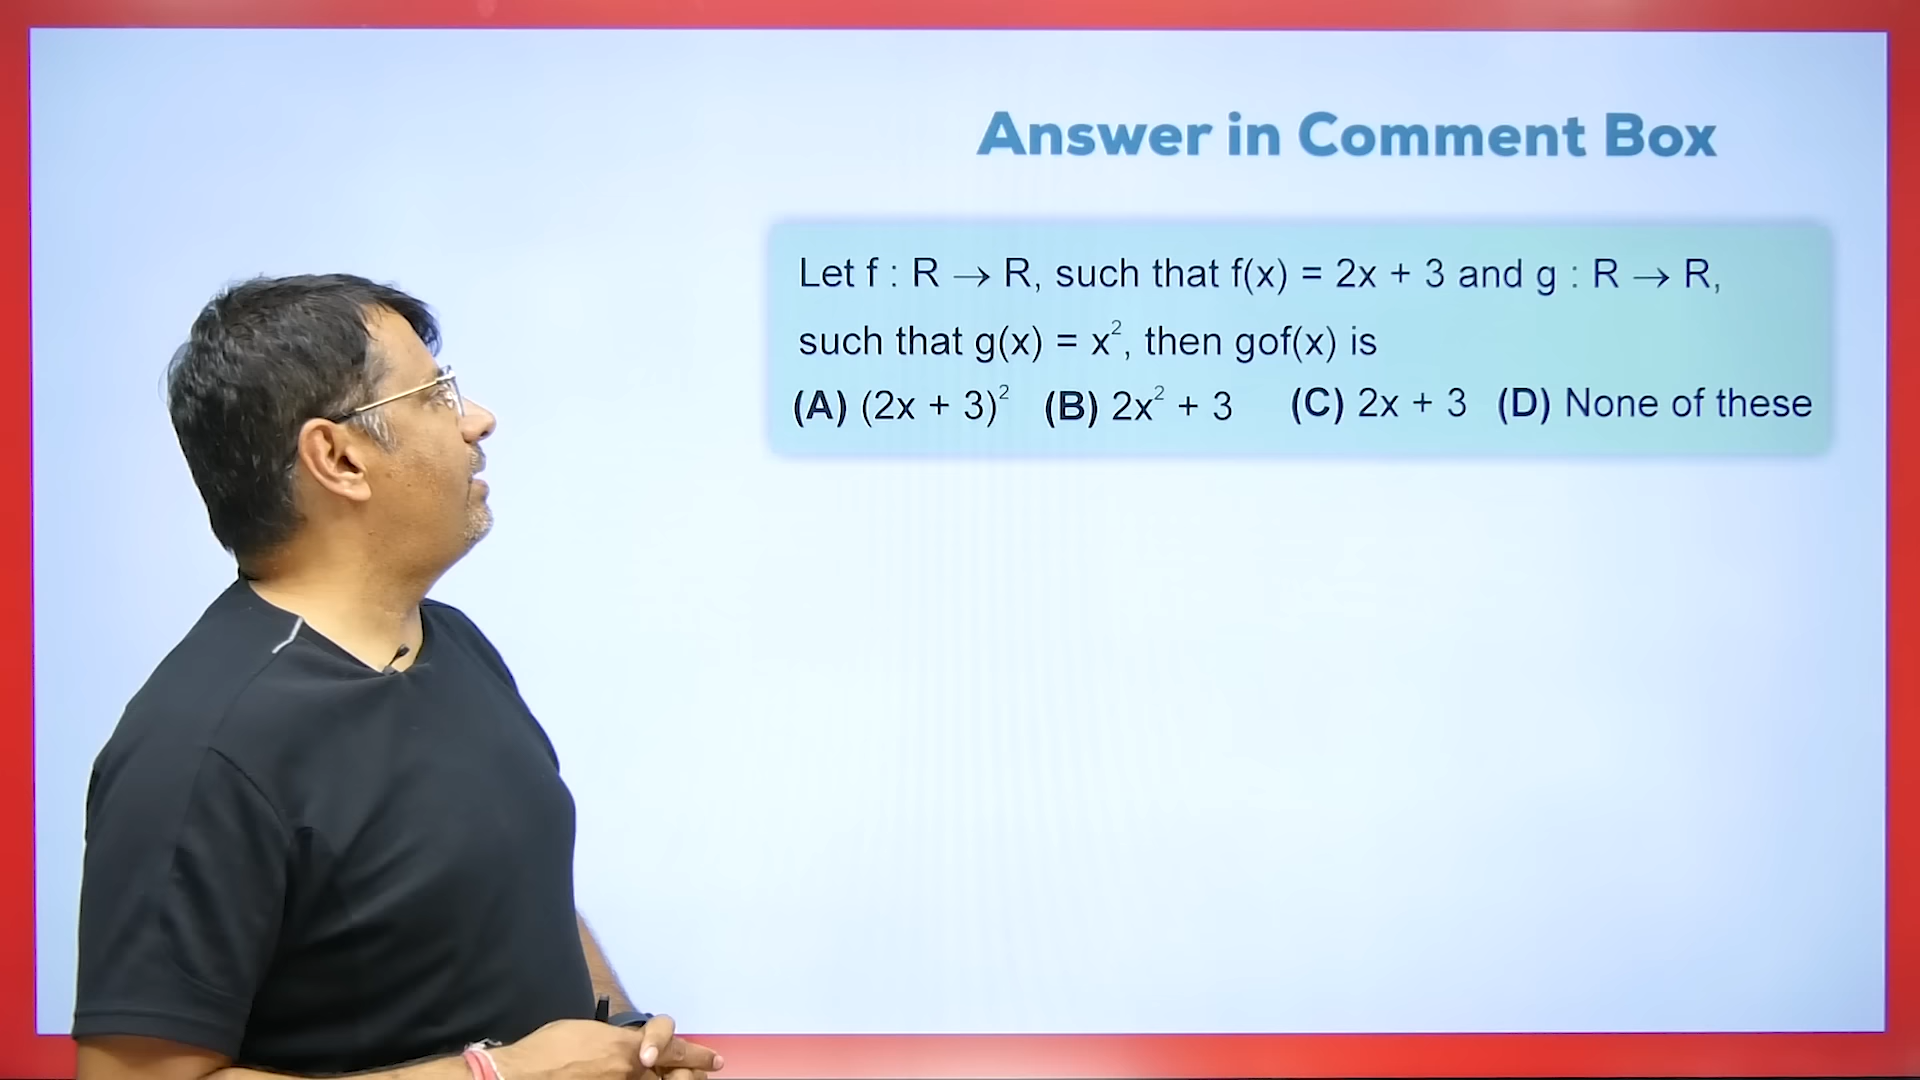 Answer in Comment Box
Let f : R → R, such that f(x) = 2x + 3 and g : R → R,
such that g(x) = x², then gof(x) is
(A) (2x + 3)² (B) 2x² + 3 (C) 2x + 3 (D) None of these